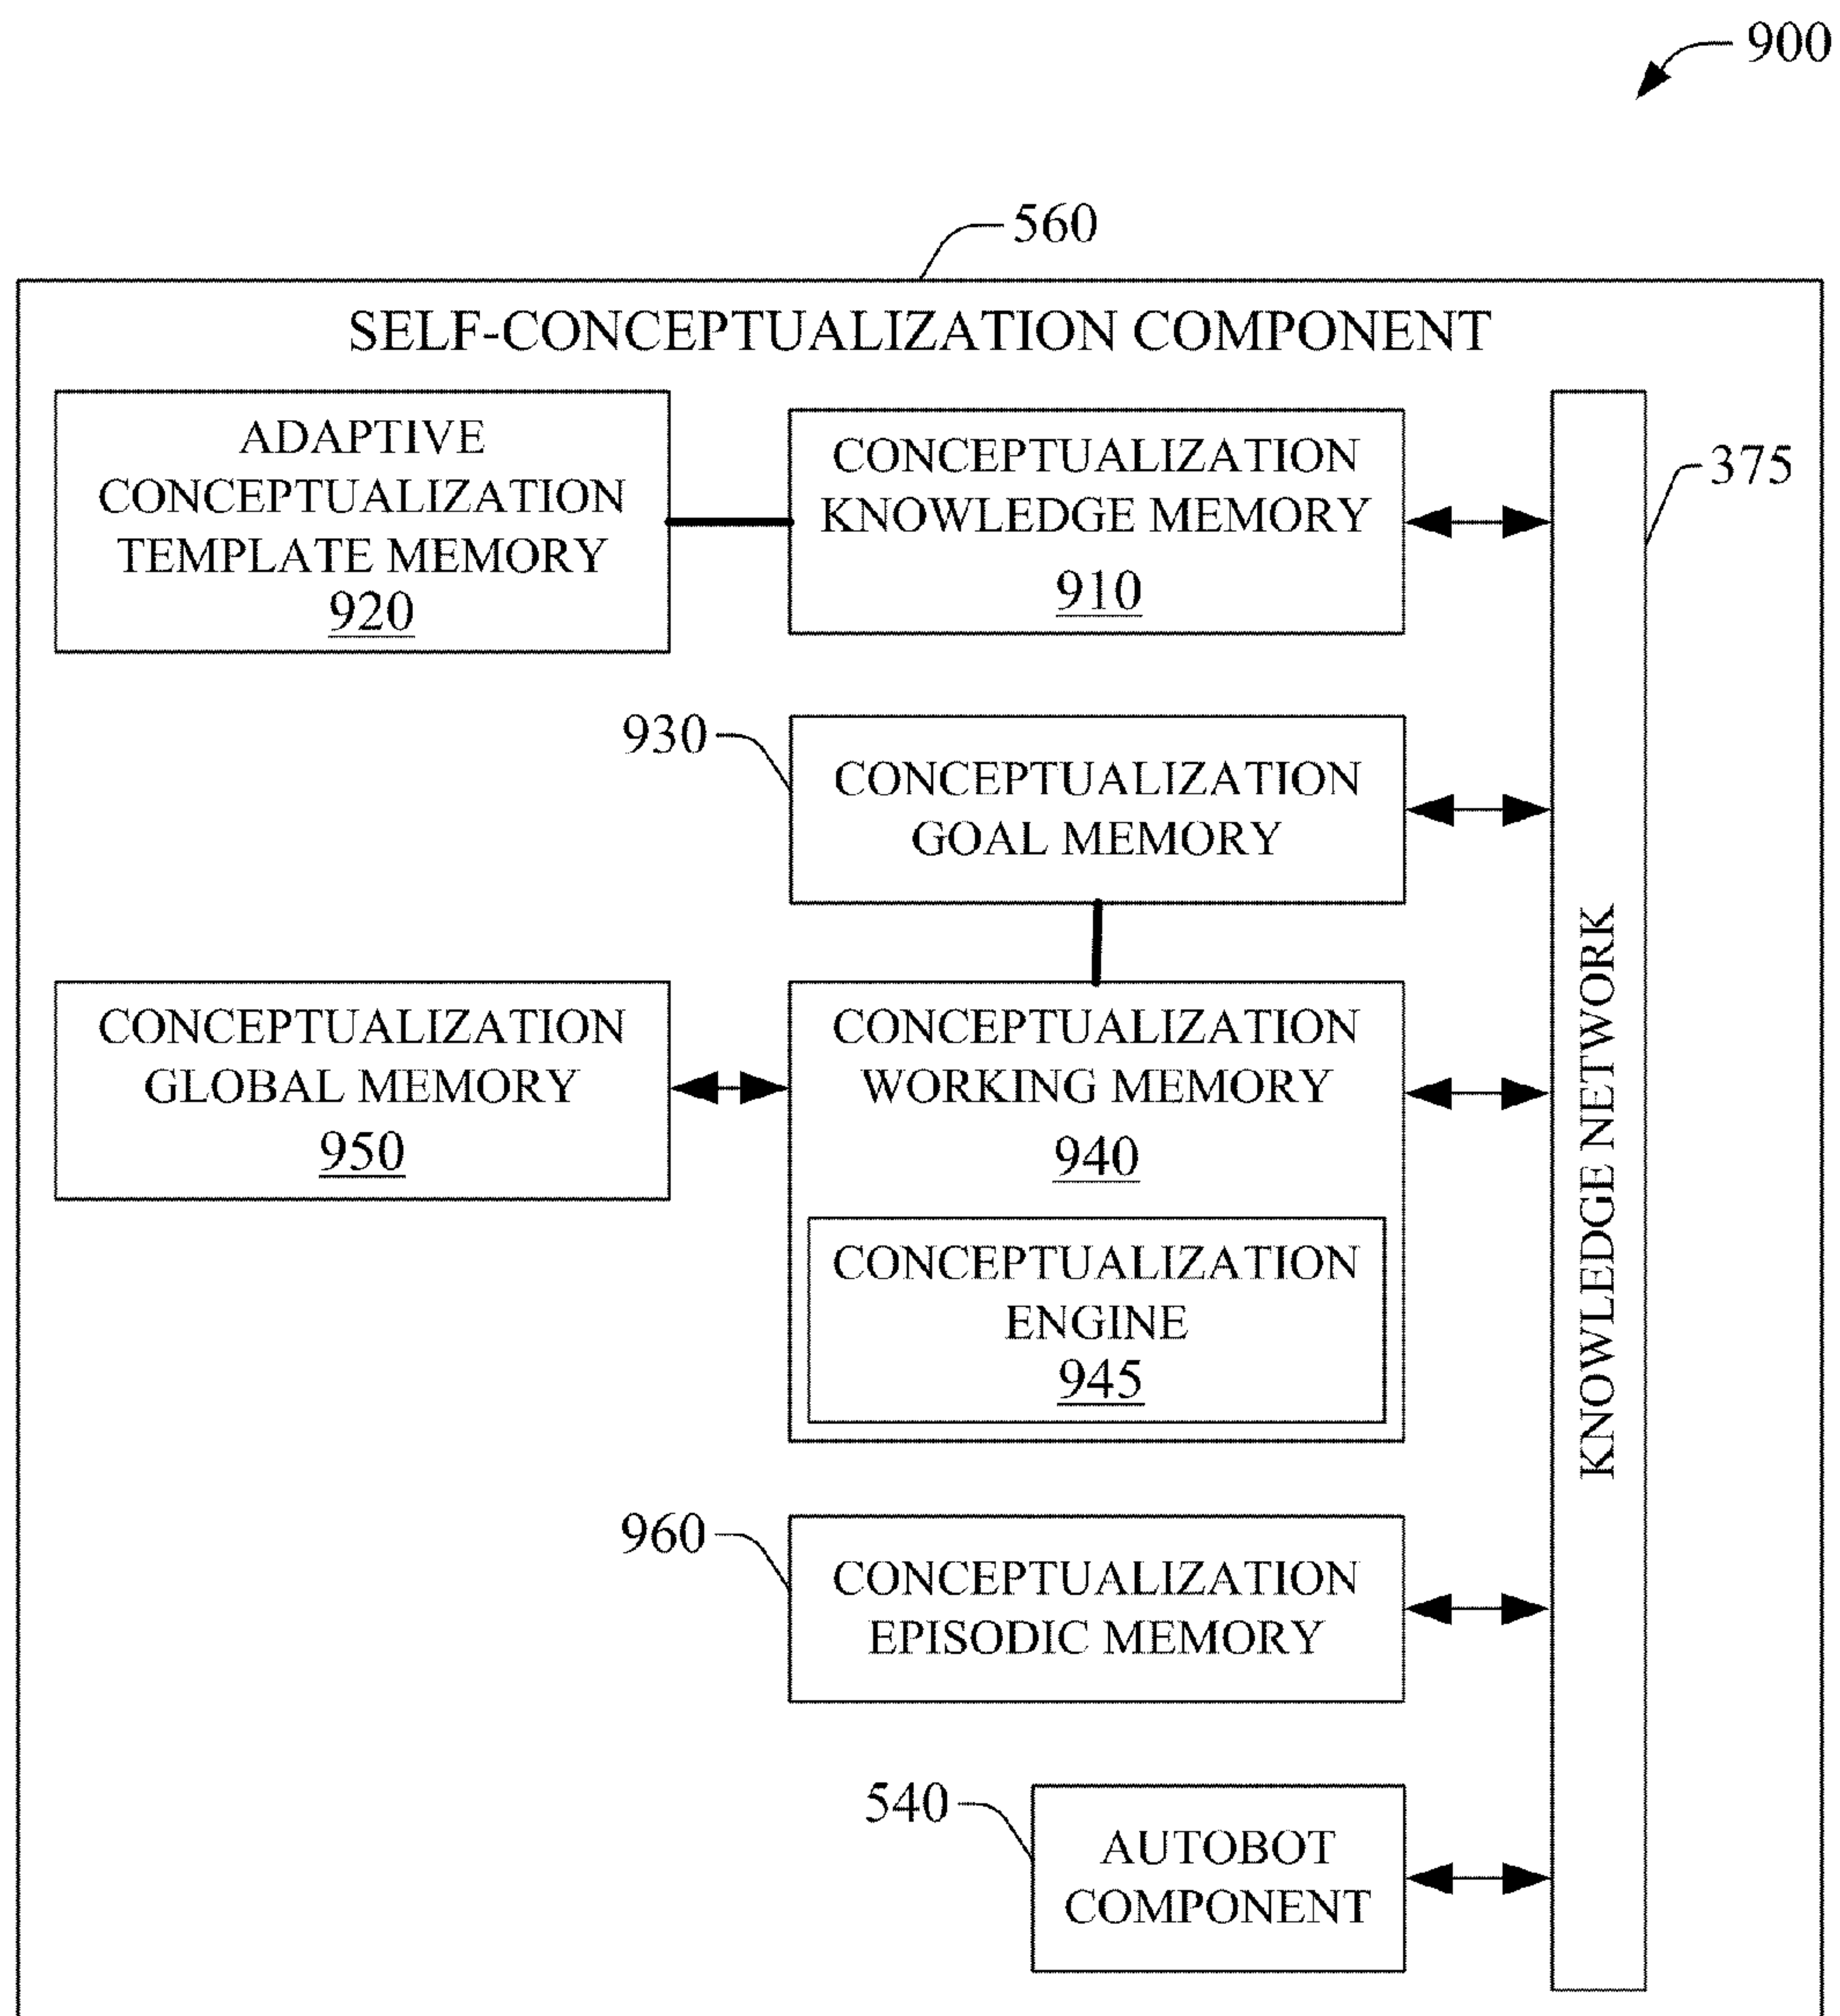 900
560
SELF-CONCEPTUALIZATION COMPONENT
ADAPTIVE
CONCEPTUALIZATION
TEMPLATE MEMORY
920
CONCEPTUALIZATION
KNOWLEDGE MEMORY
910
375
930
CONCEPTUALIZATION
GOAL MEMORY
CONCEPTUALIZATION
GLOBAL MEMORY
950
CONCEPTUALIZATION
WORKING MEMORY
940
CONCEPTUALIZATION
ENGINE
945
KNOWLEDGE NETWORK
960
CONCEPTUALIZATION
EPISODIC MEMORY
540
AUTOBOT
COMPONENT